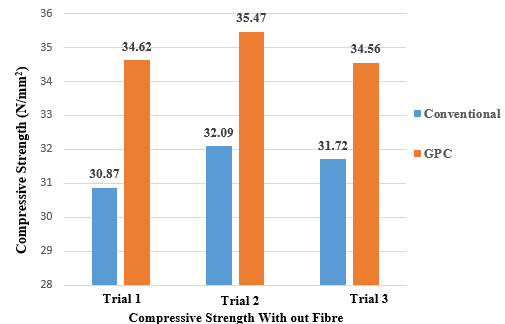 36
35.47
35
34.62
34.56
34
33
32.09
32
31.72
31
30.87
30
29
28
Compressive Strength (N/mm²)
Conventional
GPC
Trial 1
Trial 2
Trial 3
Compressive Strength With out Fibre